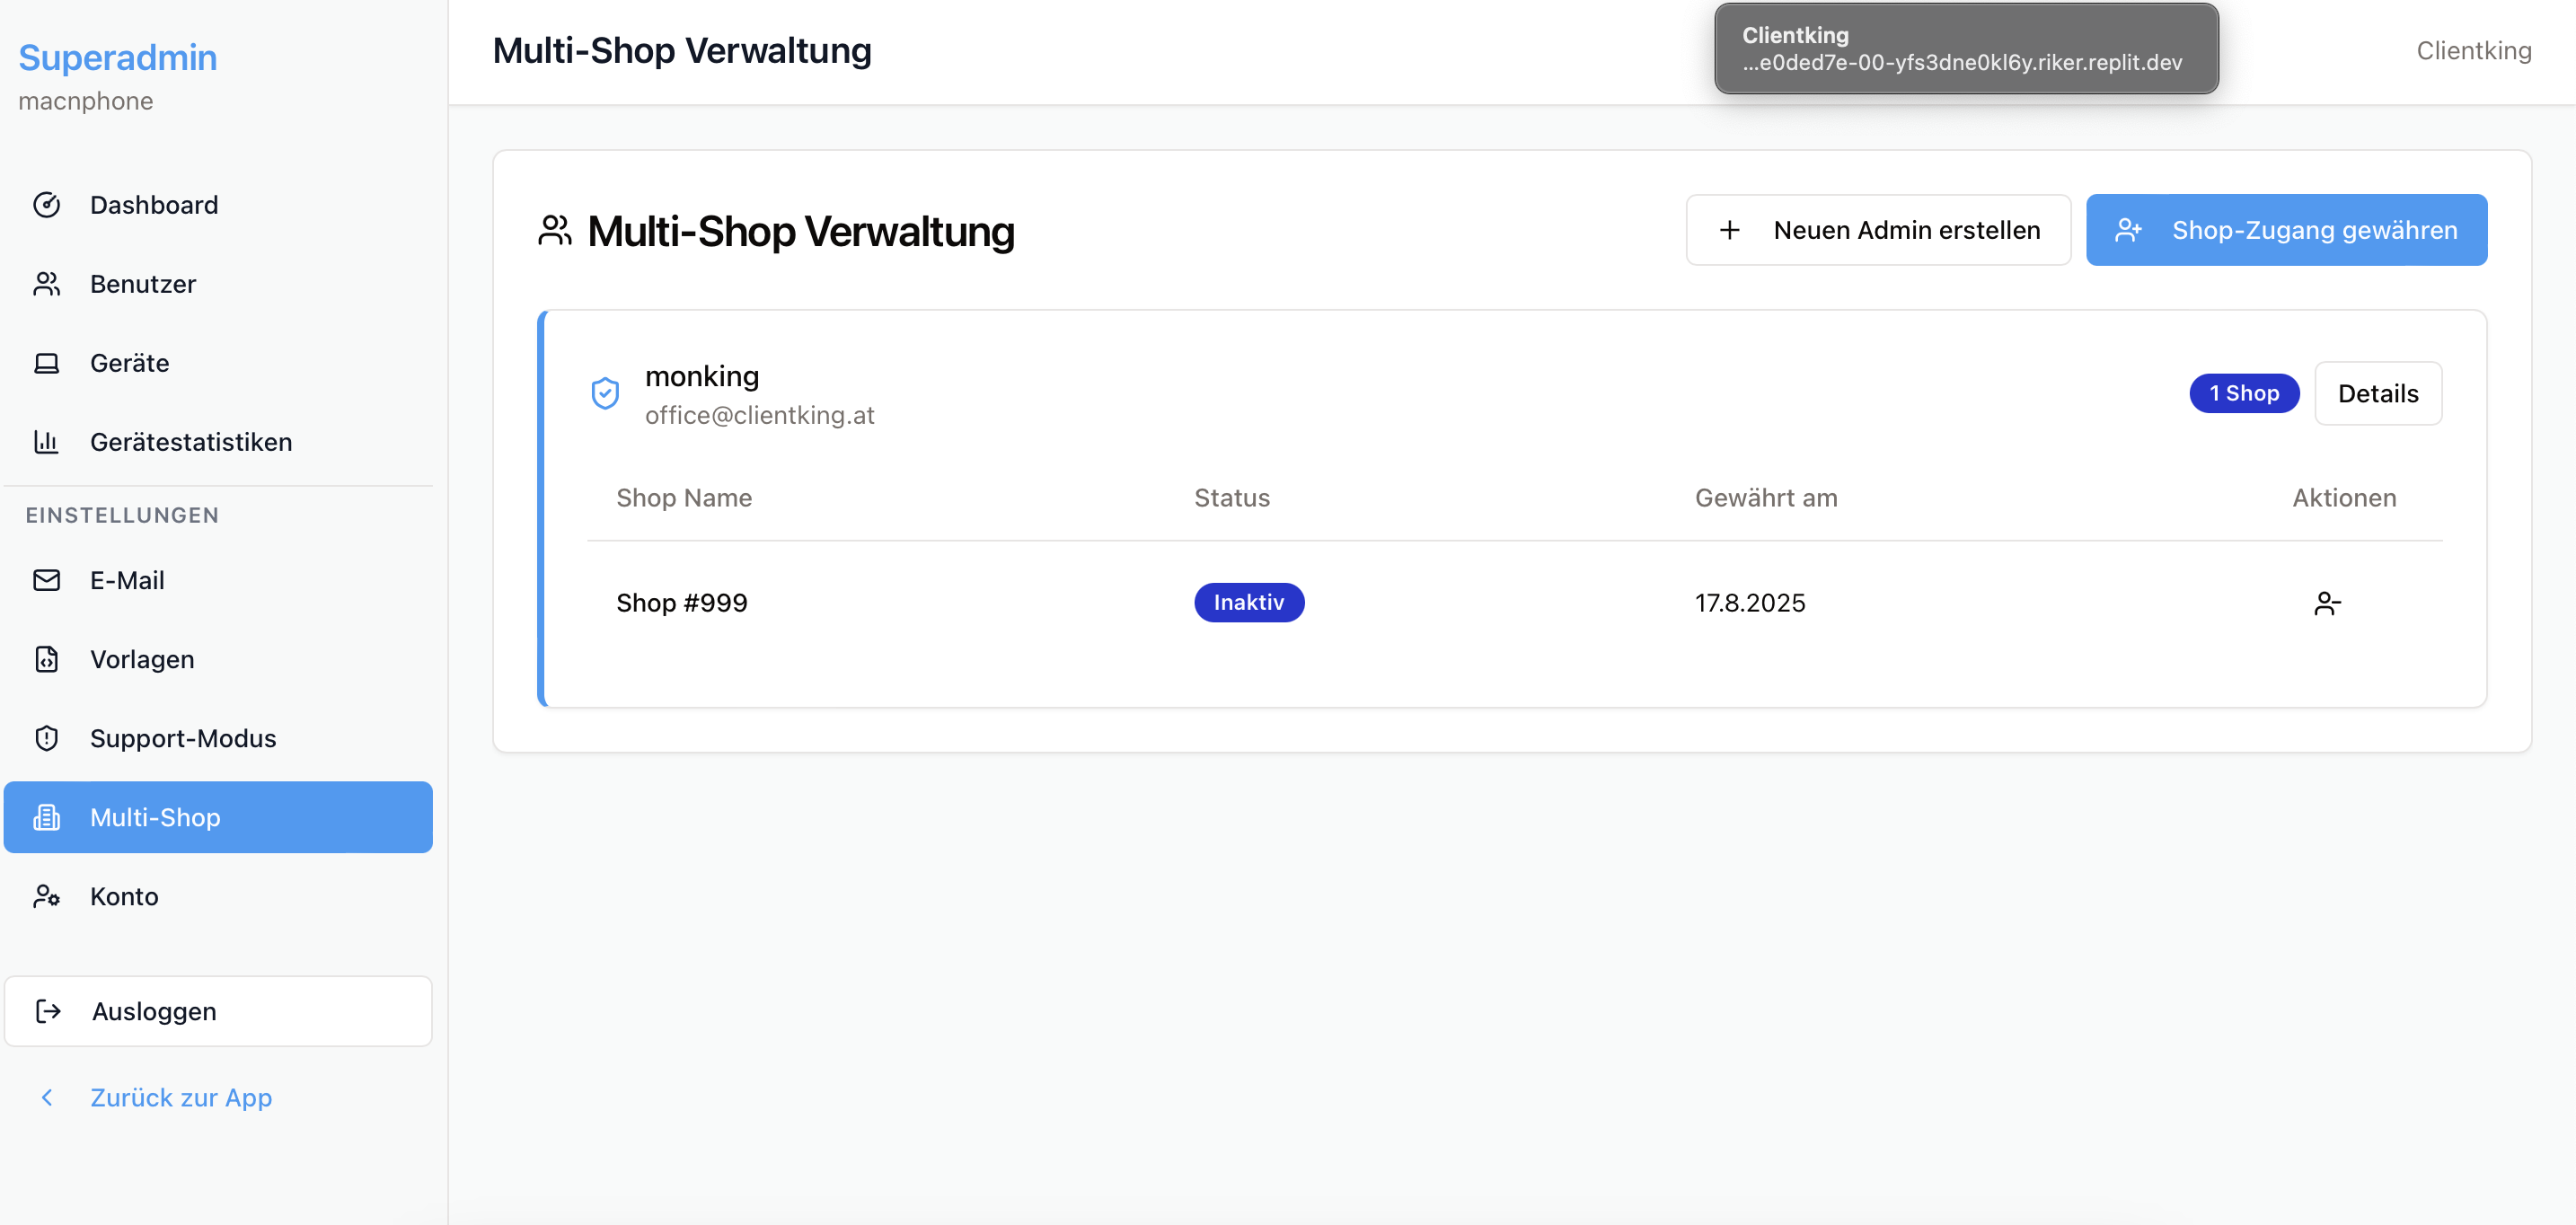 Superadmin
macnphone
Dashboard
Benutzer
Geräte
Gerätestatistiken
EINSTELLUNGEN
E-Mail
Vorlagen
Support-Modus
Multi-Shop
Konto
Ausloggen
Zurück zur App
Multi-Shop Verwaltung
Clientking
...e0ded7e-00-yfs3dne0kl6y.riker.replit.dev
Clientking
Multi-Shop Verwaltung
Neuen Admin erstellen
Shop-Zugang gewähren
monking
office@clientking.at
1 Shop
Details
Shop Name Status Gewährt am Aktionen
Shop #999 Inaktiv 17.8.2025